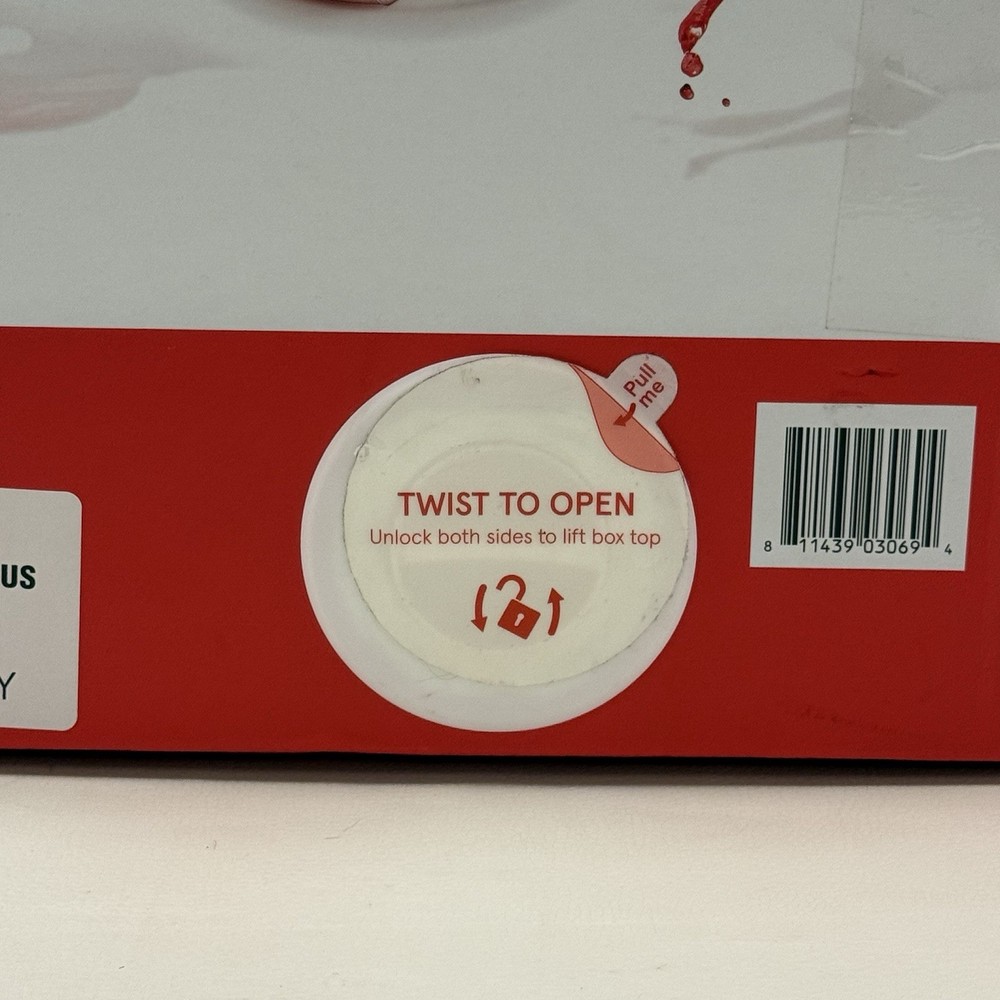 Pull
me
TWIST TO OPEN
Unlock both sides to lift box top
US
Y
8 11439 03069 4